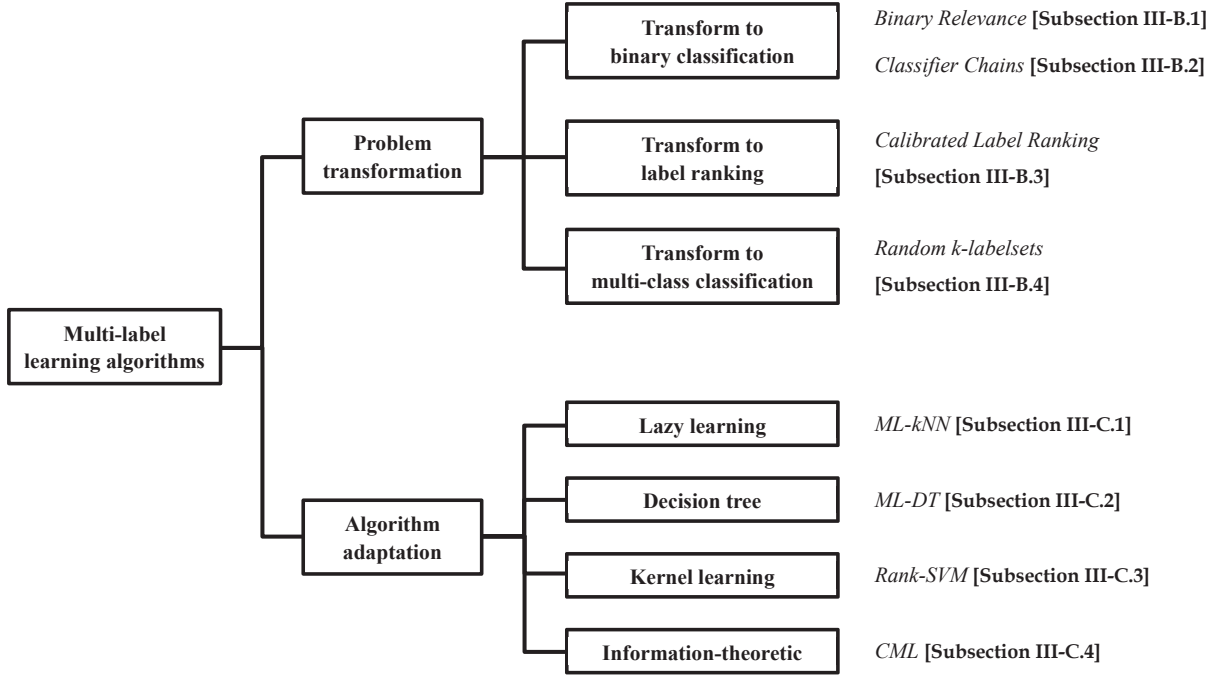 Multi-label
learning algorithms
Problem
transformation
Transform to
binary classification
Binary Relevance [Subsection III-B.1]
Classifier Chains [Subsection III-B.2]
Transform to
label ranking
Calibrated Label Ranking
[Subsection III-B.3]
Transform to
multi-class classification
Random k-labelsets
[Subsection III-B.4]
Algorithm
adaptation
Lazy learning
ML-kNN [Subsection III-C.1]
Decision tree
ML-DT [Subsection III-C.2]
Kernel learning
Rank-SVM [Subsection III-C.3]
Information-theoretic
CML [Subsection III-C.4]